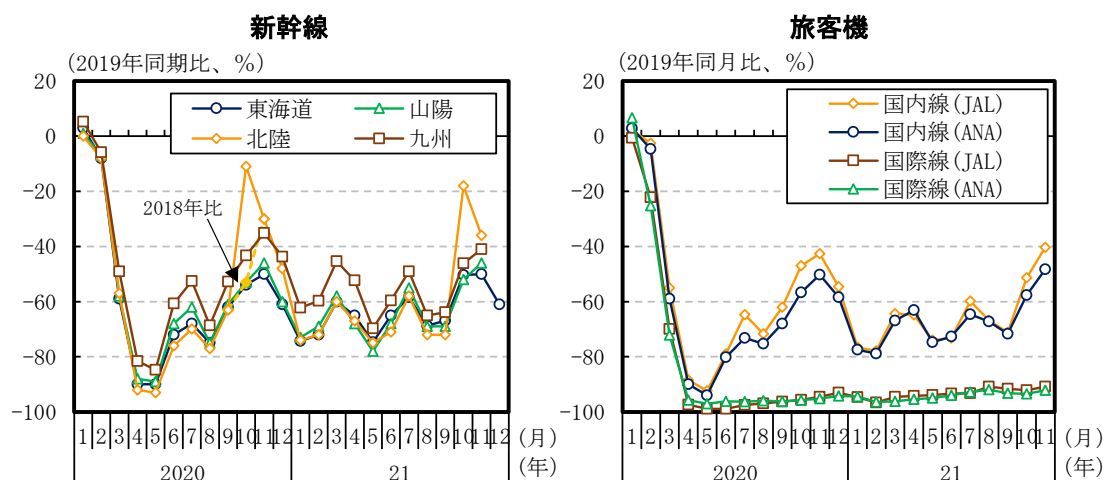 新幹線
(2019年同期比、%)
20
0
-20
-40
-60
-80
-100
東海道
山陽
北陸
九州
2018年比
1 2 3 4 5 6 7 8 9 10 11 12 1 2 3 4 5 6 7 8 9 10 11 12 (月)
2020 21 (年)
旅客機
(2019年同月比、%)
20
0
-20
-40
-60
-80
-100
国内線(JAL)
国内線(ANA)
国際線(JAL)
国際線(ANA)
1 2 3 4 5 6 7 8 9 10 11 12 1 2 3 4 5 6 7 8 9 10 11 (月)
2020 21 (年)